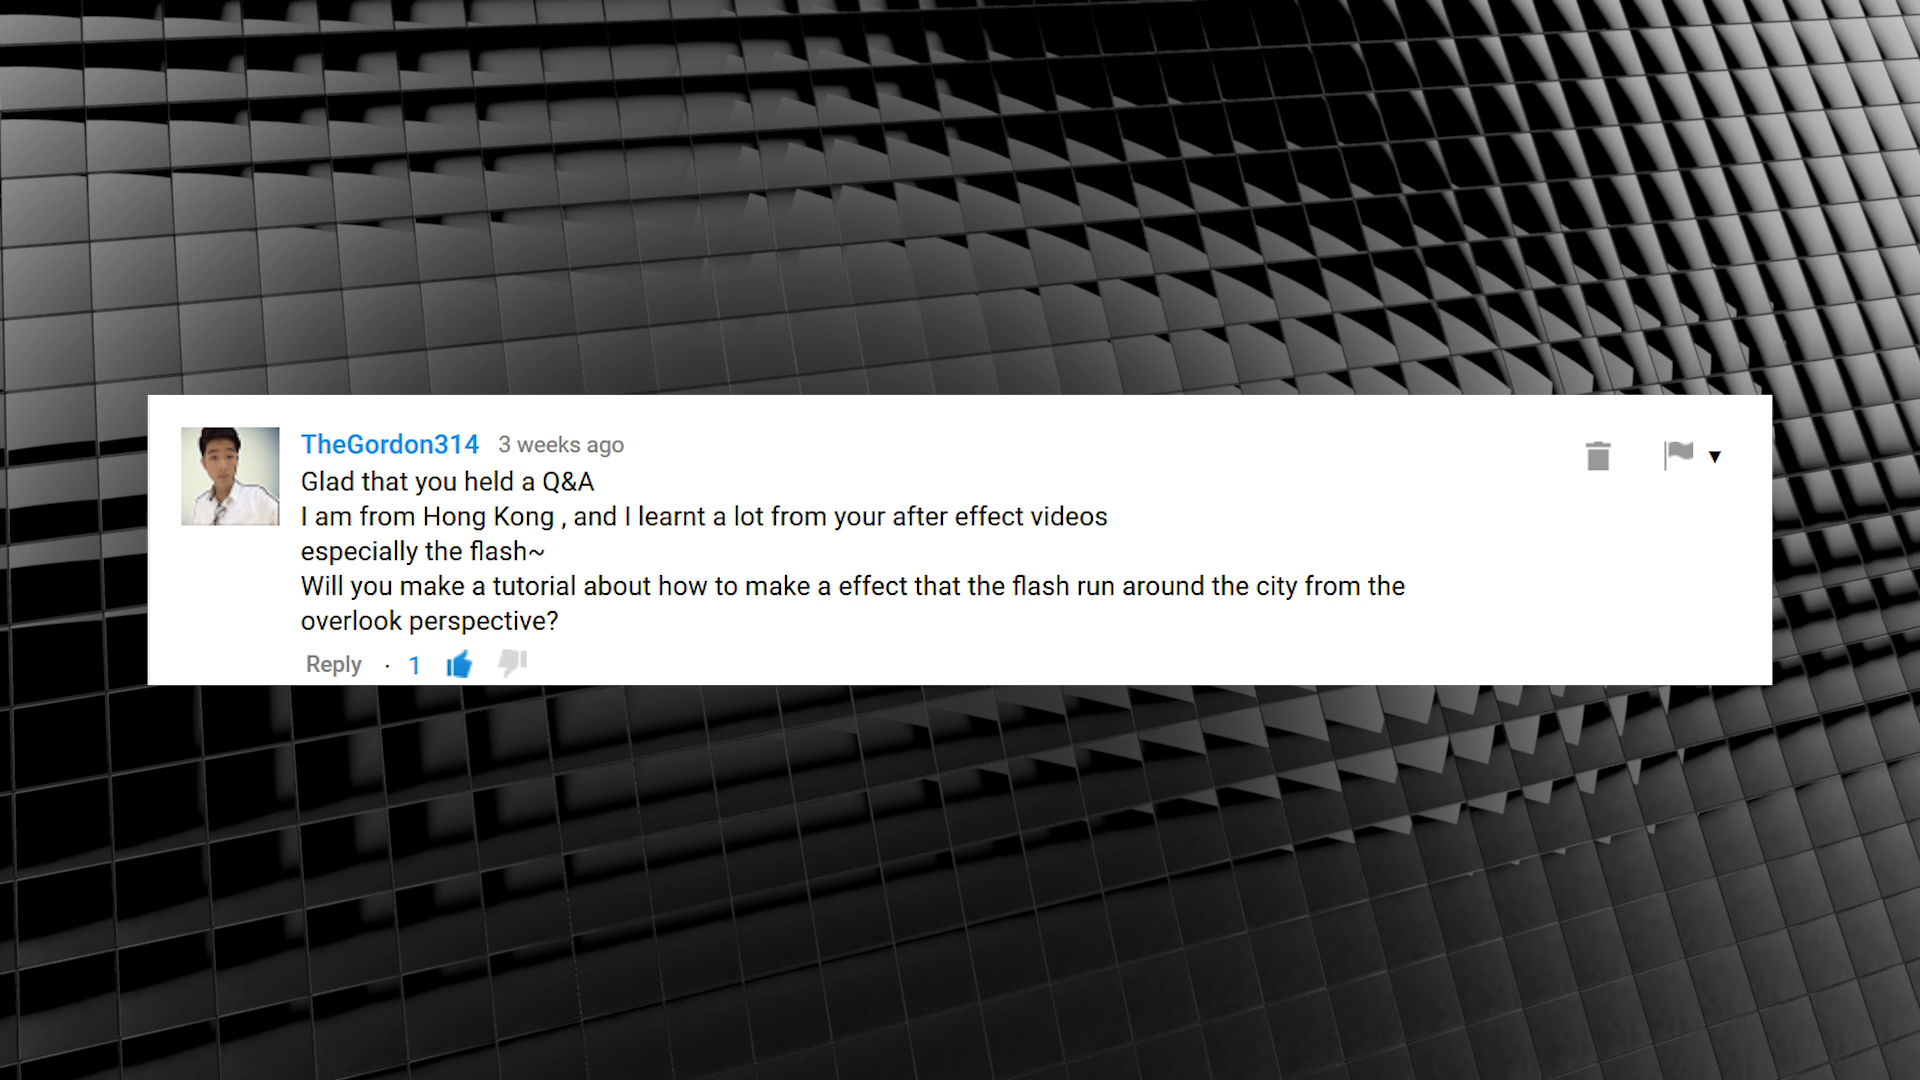 TheGordon314 3 weeks ago
Glad that you held a Q&A
I am from Hong Kong , and I learnt a lot from your after effect videos
especially the flash~
Will you make a tutorial about how to make a effect that the flash run around the city from the
overlook perspective?
Reply · 1